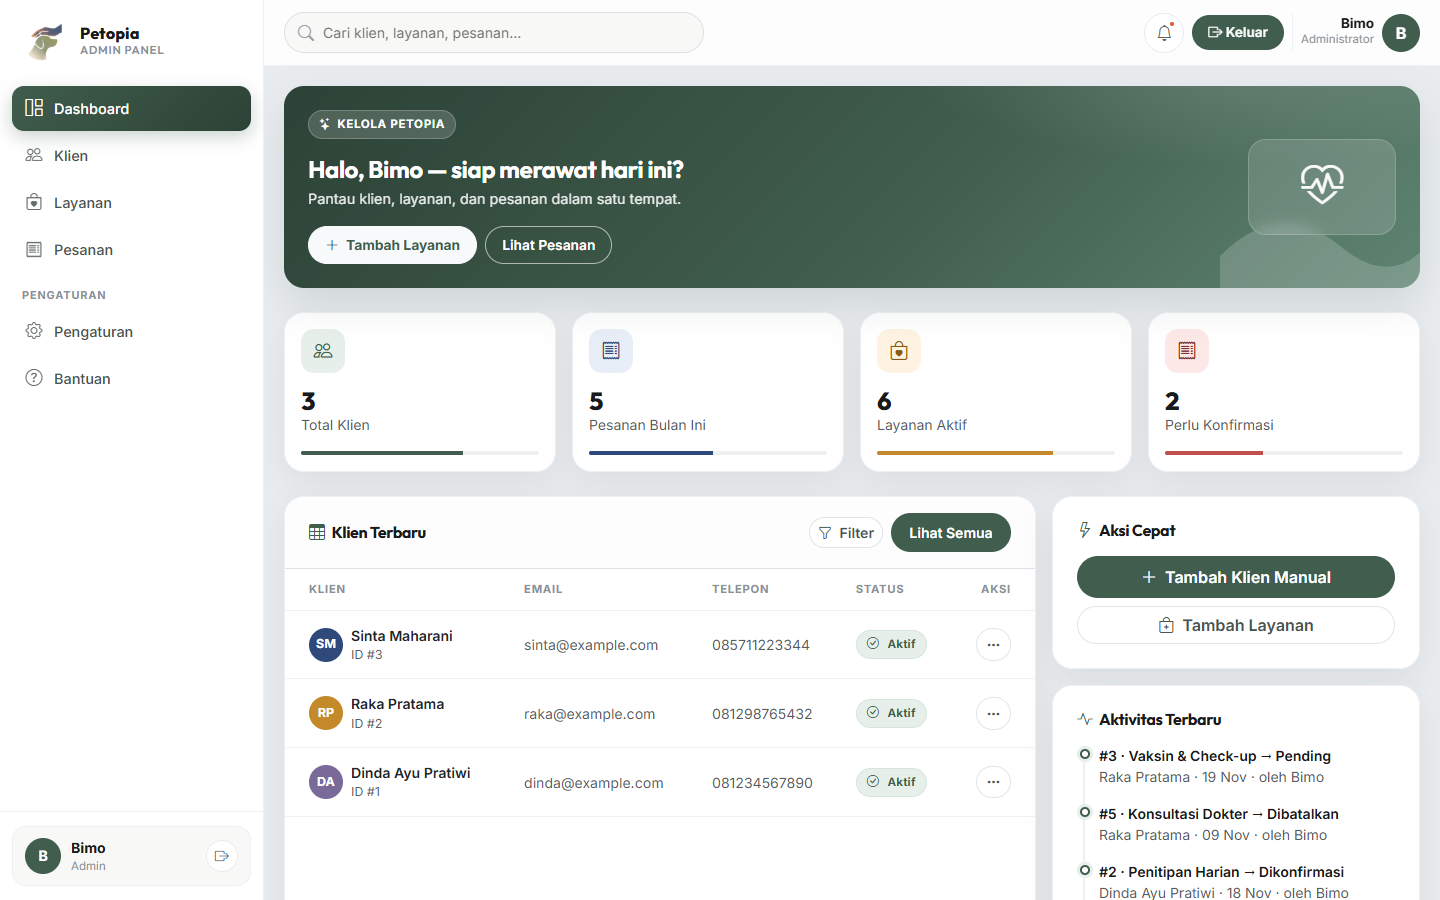 Petopia
ADMIN PANEL
Dashboard
Klien
Layanan
Pesanan
PENGATURAN
Pengaturan
Bantuan
B
Bimo
Admin
Cari klien, layanan, pesanan...
Keluar
Bimo
Administrator
B
KELOLA PETOPIA
Halo, Bimo — siap merawat hari ini?
Pantau klien, layanan, dan pesanan dalam satu tempat.
+ Tambah Layanan
Lihat Pesanan
3
Total Klien
5
Pesanan Bulan Ini
6
Layanan Aktif
2
Perlu Konfirmasi
Klien Terbaru
Filter
Lihat Semua
KLIEN EMAIL TELEPON STATUS AKSI
SM Sinta Maharani
ID #3
sinta@example.com 085711223344 Aktif ...
RP Raka Pratama
ID #2
raka@example.com 081298765432 Aktif ...
DA Dinda Ayu Pratiwi
ID #1
dinda@example.com 081234567890 Aktif ...
Aksi Cepat
+ Tambah Klien Manual
Tambah Layanan
Aktivitas Terbaru
#3 · Vaksin & Check-up → Pending
Raka Pratama · 19 Nov · oleh Bimo
#5 · Konsultasi Dokter → Dibatalkan
Raka Pratama · 09 Nov · oleh Bimo
#2 · Penitipan Harian → Dikonfirmasi
Dinda Ayu Pratiwi · 18 Nov · oleh Bimo